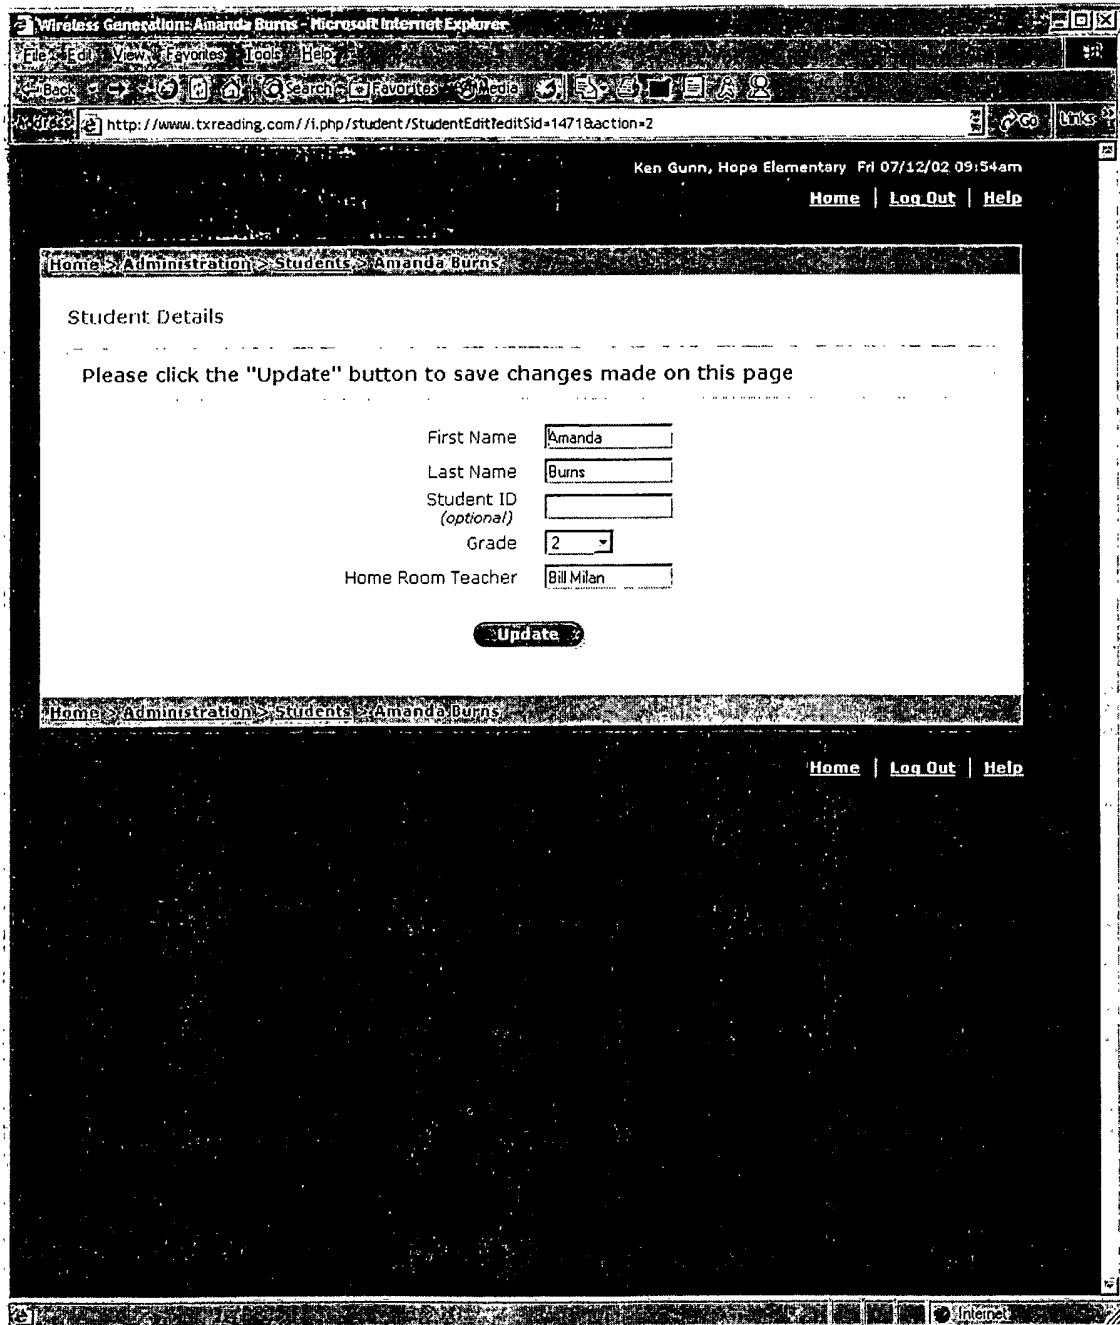 Wireless Generation: Amanda Burns - Microsoft Internet Explorer
File Edit View Favorites Tools Help
Back Search Favorites Media
Address http://www.txreading.com//i.php/student/StudentEdit?editSid=1471&action=2 Go Links
Ken Gunn, Hope Elementary Fri 07/12/02 09:54am
Home | Log Out | Help
Home > Administration > Students > Amanda Burns
Student Details
Please click the "Update" button to save changes made on this page
First Name Amanda
Last Name Burns
Student ID
(optional)
Grade 2
Home Room Teacher Bill Milan
Update
Home > Administration > Students > Amanda Burns
Home | Log Out | Help
Internet